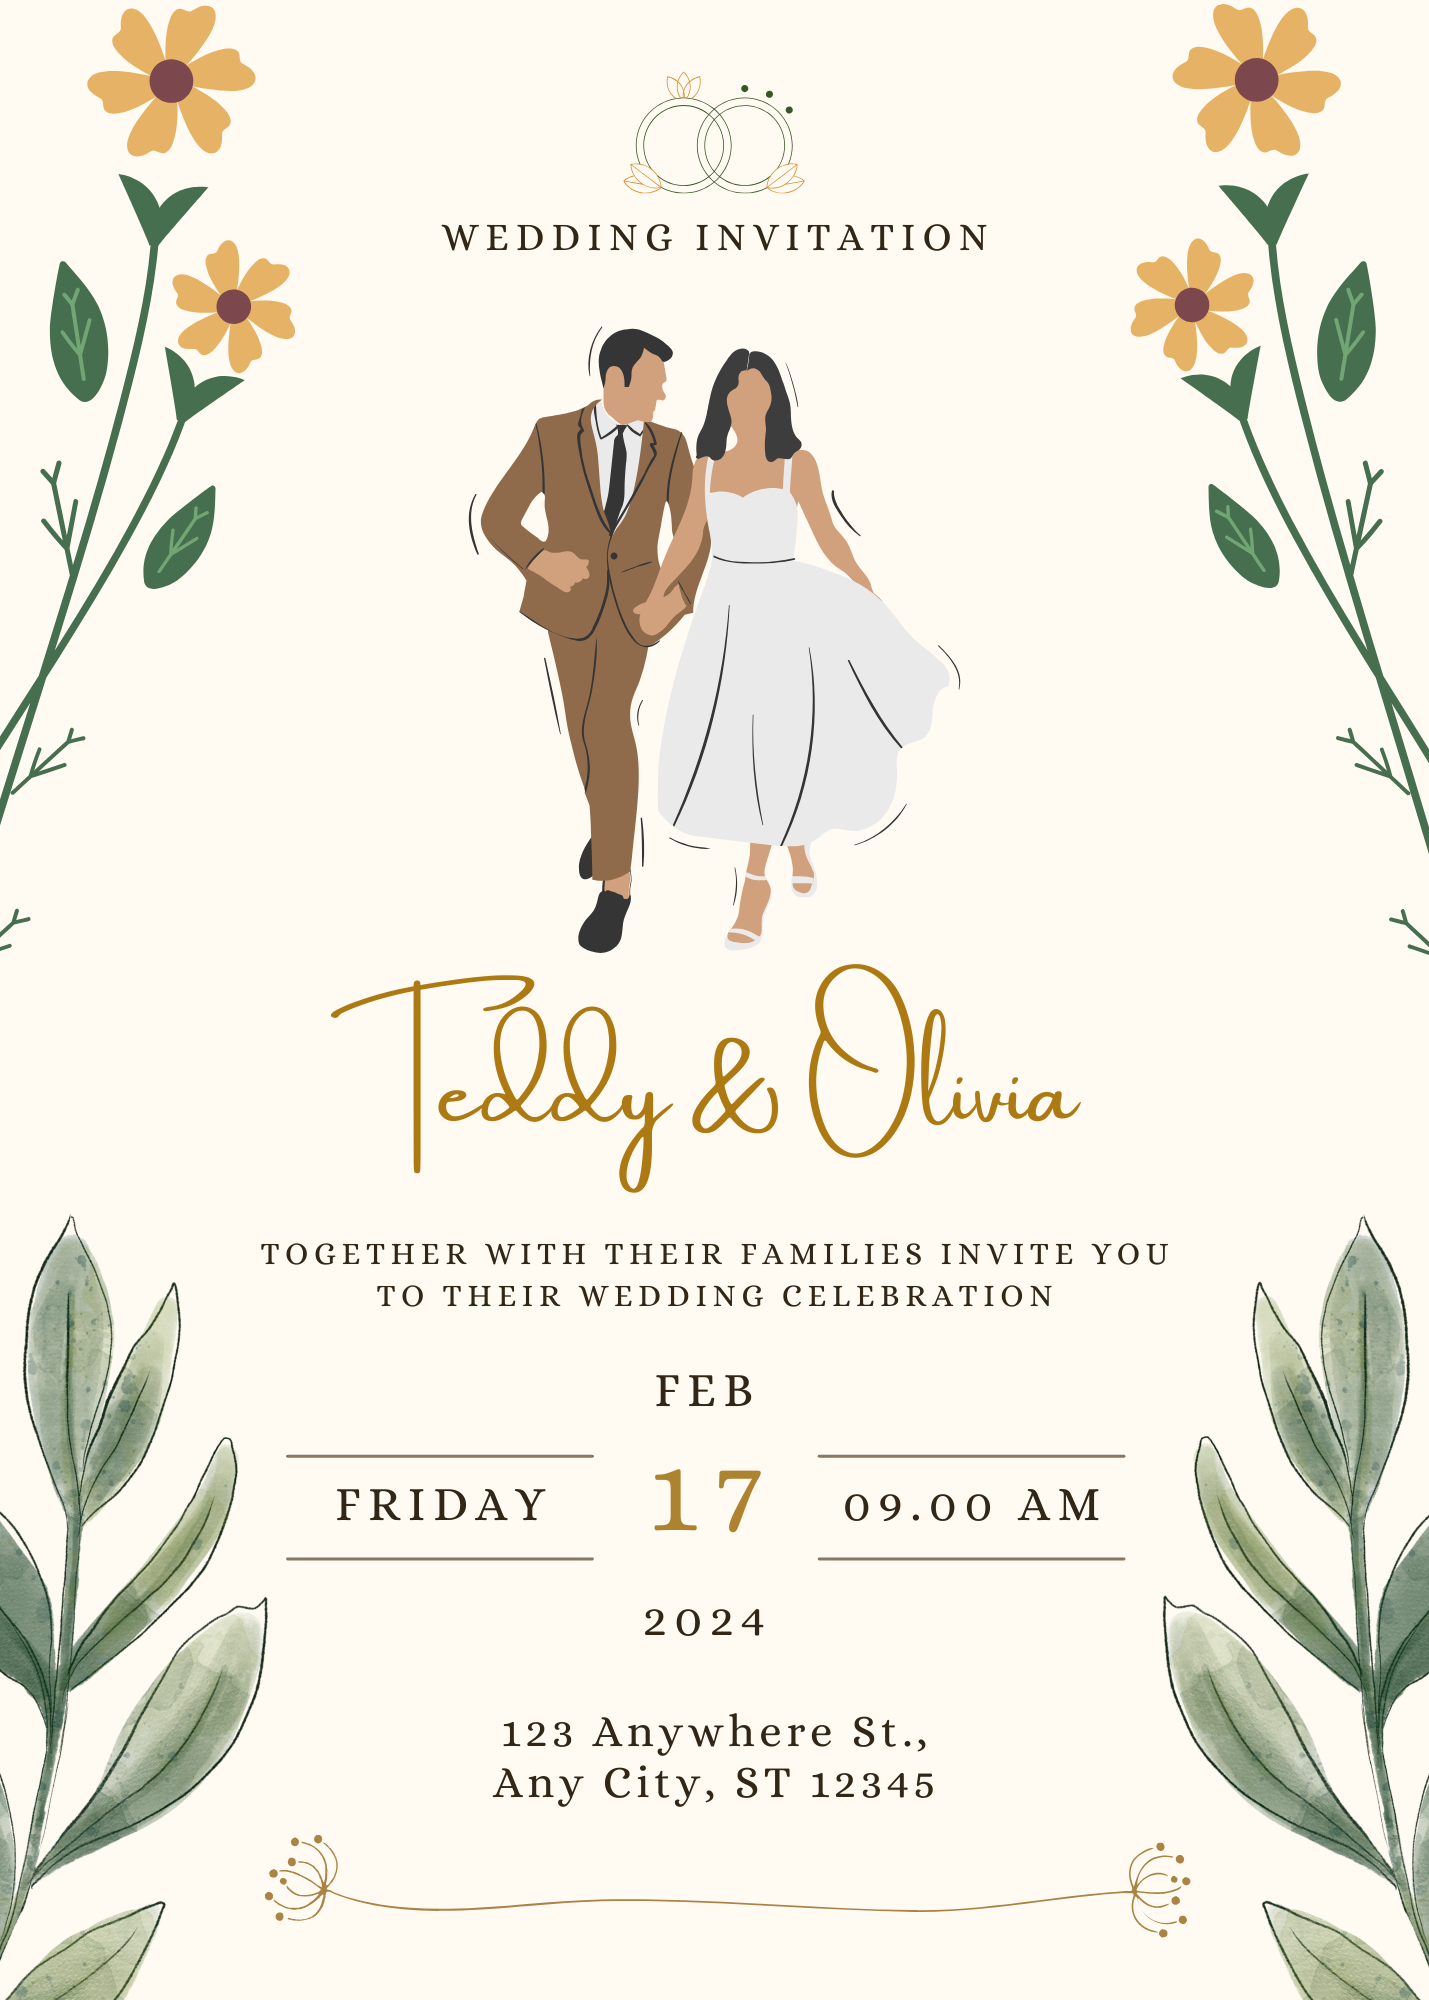 WEDDING INVITATION
Teddy & Olivia
TOGETHER WITH THEIR FAMILIES INVITE YOU
TO THEIR WEDDING CELEBRATION
FEB
FRIDAY 17 09.00 AM
2024
123 Anywhere St.,
Any City, ST 12345